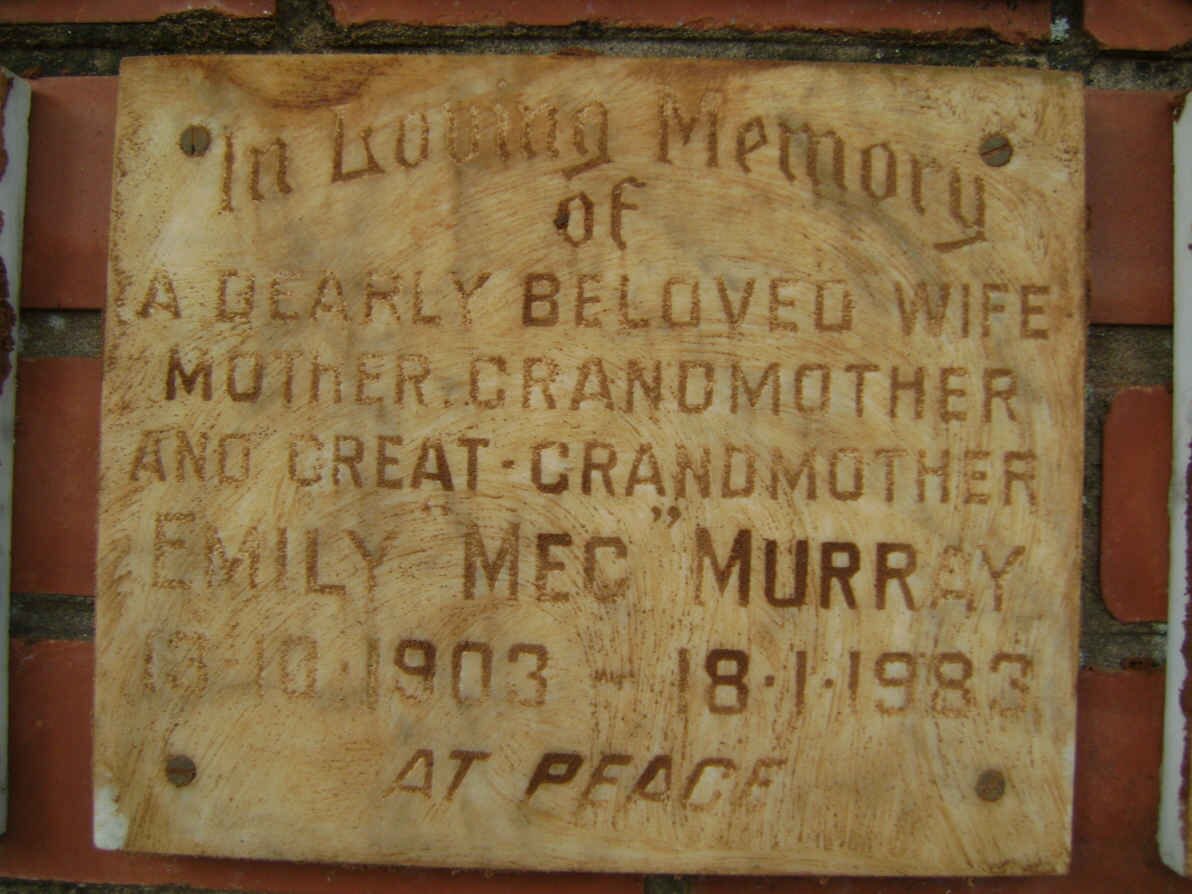 In Loving Memory
of
A DEARLY BELOVED WIFE
MOTHER. GRANDMOTHER
AND GREAT-GRANDMOTHER
EMILY "MEG" MURRAY
13·10·1903 - 18·1·1983
AT PEACE